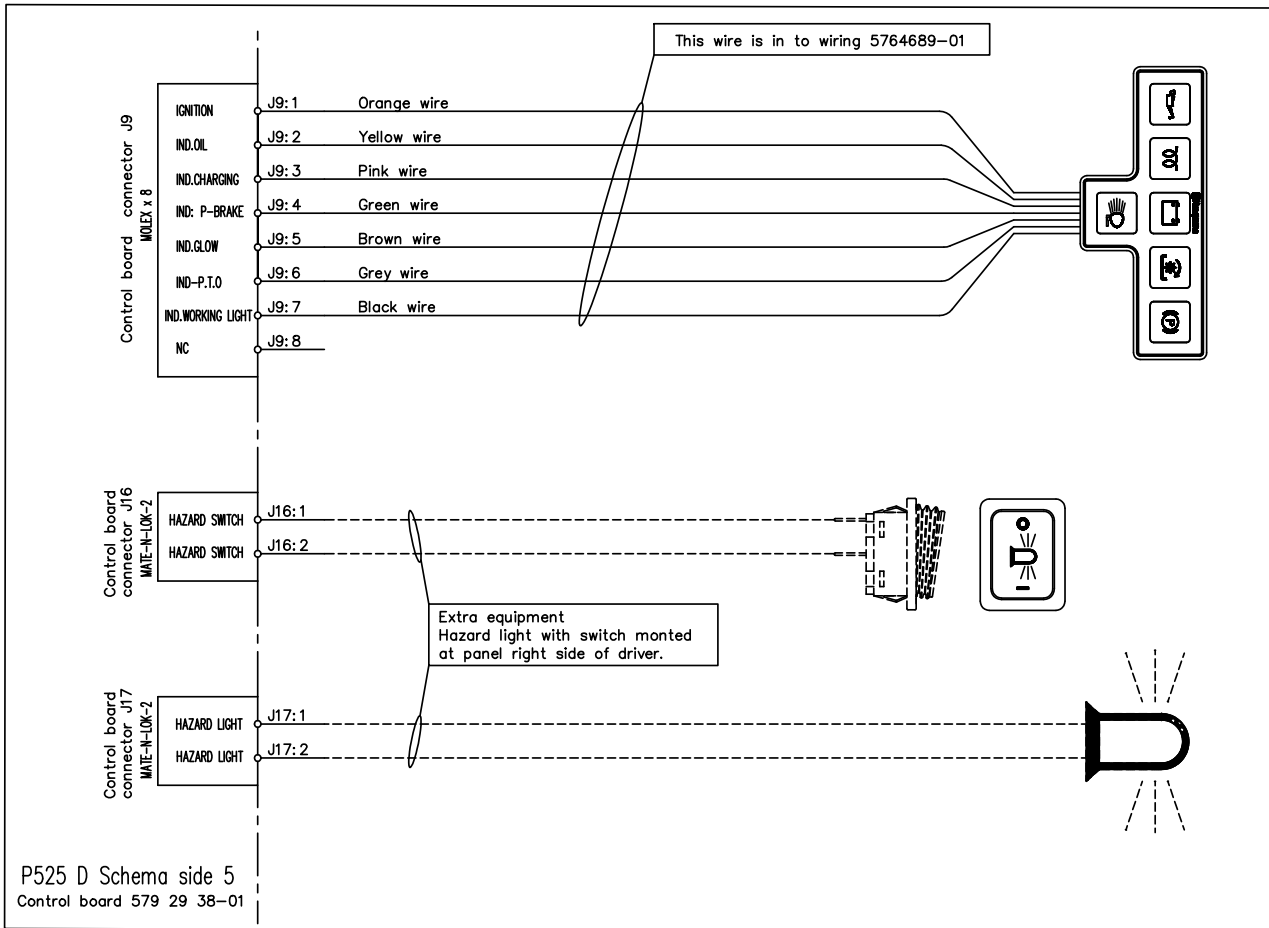 This wire is in to wiring 5764689-01
Control board connector J9
MOLEX x 8
IGNITION J9:1 Orange wire
IND.OIL J9:2 Yellow wire
IND.CHARGING J9:3 Pink wire
IND: P-BRAKE J9:4 Green wire
IND.GLOW J9:5 Brown wire
IND-P.T.O J9:6 Grey wire
IND.WORKING LIGHT J9:7 Black wire
NC J9:8
(P)
Control board
connector J16
MATE-N-LOK-2
HAZARD SWITCH J16:1
HAZARD SWITCH J16:2
Extra equipment
Hazard light with switch monted
at panel right side of driver.
Control board
connector J17
MATE-N-LOK-2
HAZARD LIGHT J17:1
HAZARD LIGHT J17:2
P525 D Schema side 5
Control board 579 29 38-01